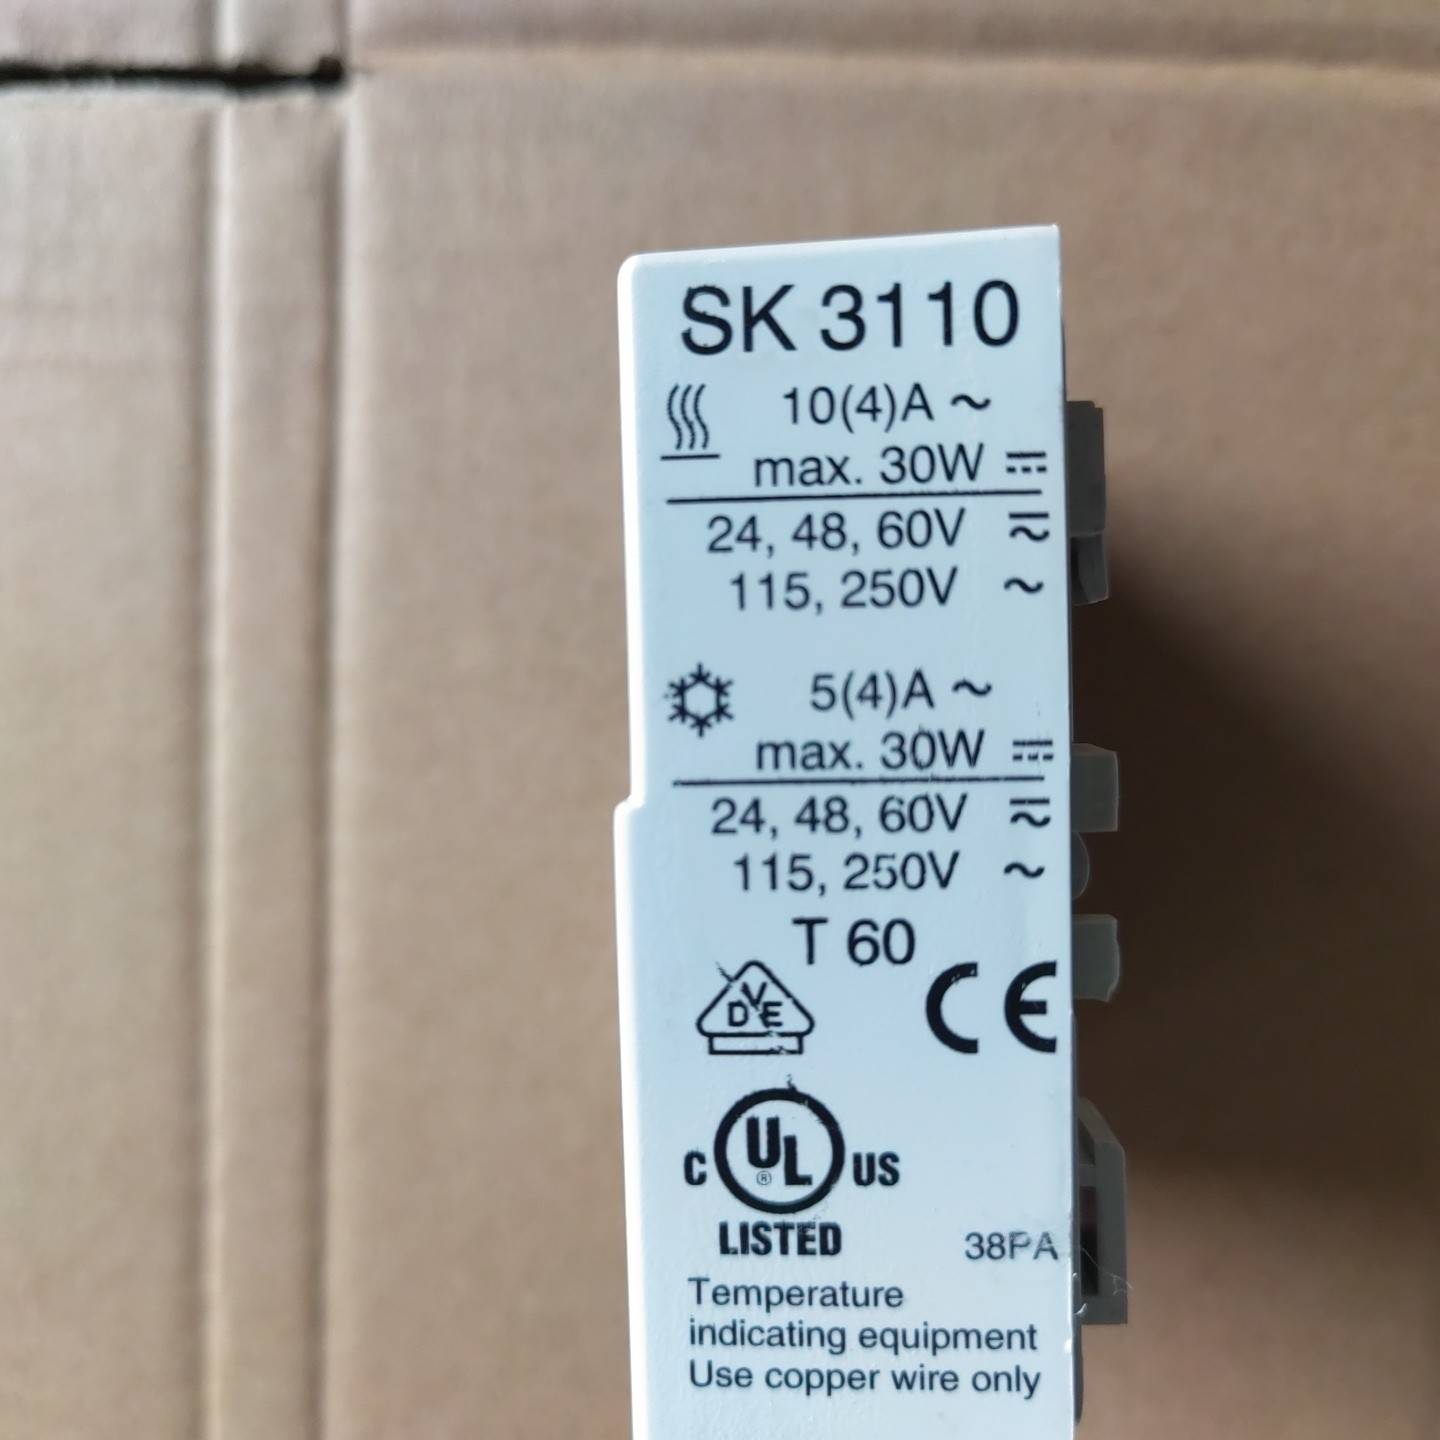 SK 3110
10(4)A ~
max. 30W ⎓
24, 48, 60V ⏦
115, 250V ~
5(4)A ~
max. 30W ⎓
24, 48, 60V ⏦
115, 250V ~
T 60
DVE
CE
C UL® US
LISTED
38PA
Temperature
indicating equipment
Use copper wire only